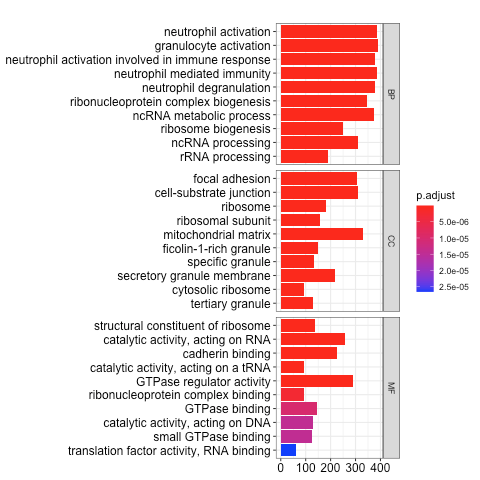 neutrophil activation
granulocyte activation
neutrophil activation involved in immune response
neutrophil mediated immunity
neutrophil degranulation
ribonucleoprotein complex biogenesis
ncRNA metabolic process
ribosome biogenesis
ncRNA processing
rRNA processing
BP
focal adhesion
cell-substrate junction
ribosome
ribosomal subunit
mitochondrial matrix
ficolin-1-rich granule
specific granule
secretory granule membrane
cytosolic ribosome
tertiary granule
CC
structural constituent of ribosome
catalytic activity, acting on RNA
cadherin binding
catalytic activity, acting on a tRNA
GTPase regulator activity
ribonucleoprotein complex binding
GTPase binding
catalytic activity, acting on DNA
small GTPase binding
translation factor activity, RNA binding
MF
0 100 200 300 400
p.adjust
5.0e-06
1.0e-05
1.5e-05
2.0e-05
2.5e-05